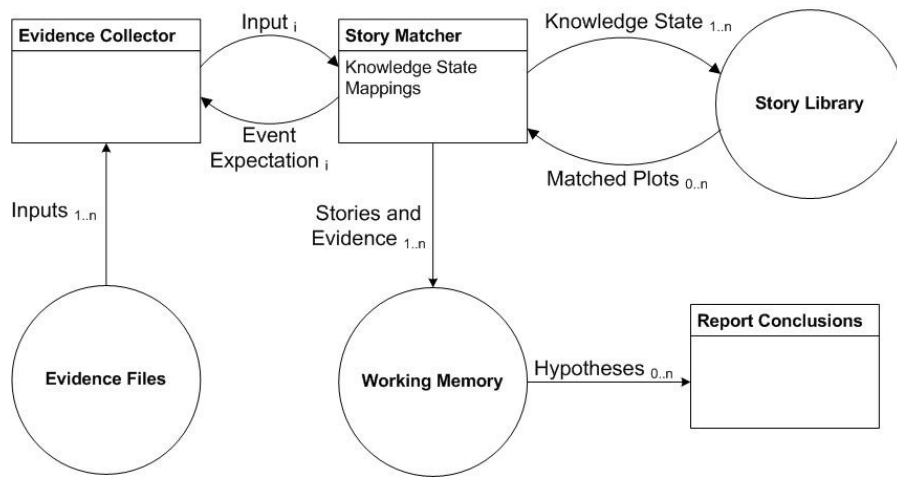 Evidence Collector
Input i
Story Matcher
Knowledge State
Mappings
Knowledge State 1..n
Story Library
Event
Expectation i
Matched Plots 0..n
Inputs 1..n
Stories and
Evidence 1..n
Evidence Files
Working Memory
Hypotheses 0..n
Report Conclusions